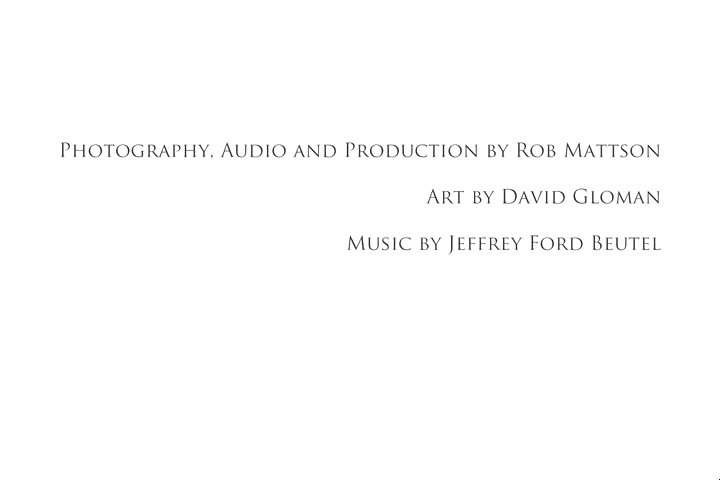 Photography, Audio and Production by Rob Mattson
Art by David Gloman
Music by Jeffrey Ford Beutel